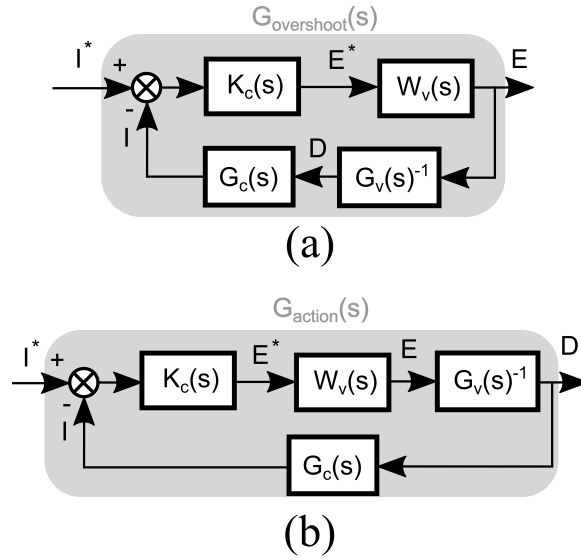 G_overshoot(s)
I* + K_c(s) E* W_v(s) E
- I G_c(s) D G_v(s)^-1
(a)
G_action(s)
I* + K_c(s) E* W_v(s) E G_v(s)^-1 D
- I G_c(s)
(b)